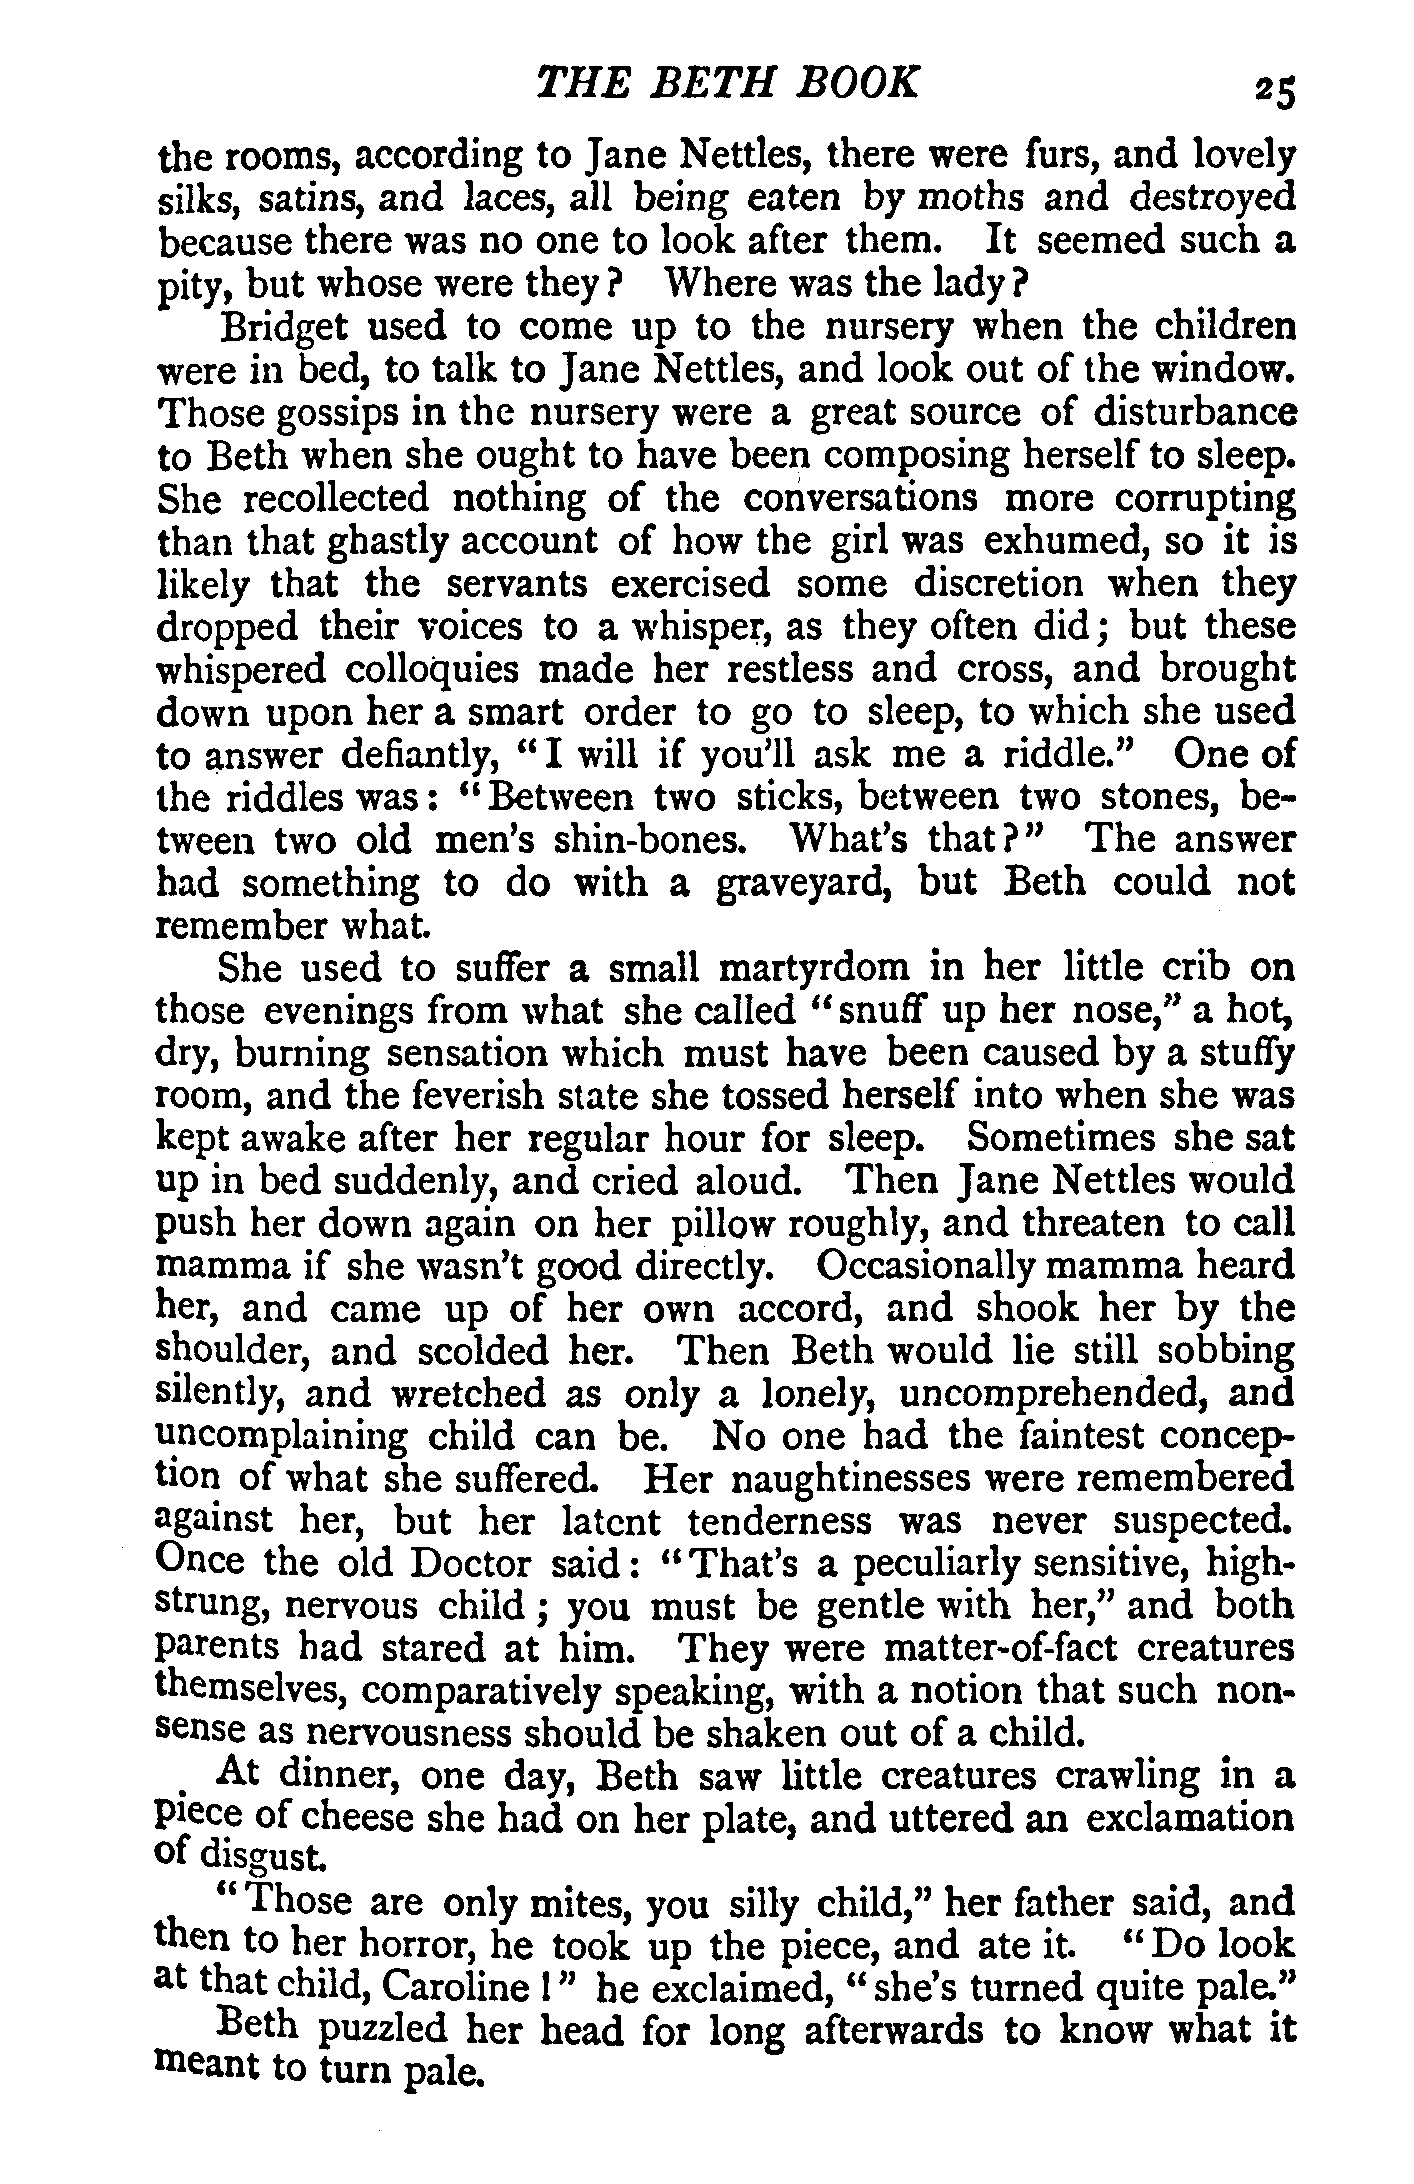 THE BETH BOOK 25
the rooms, according to Jane Nettles, there were furs, and lovely
silks, satins, and laces, all being eaten by moths and destroyed
because there was no one to look after them. It seemed such a
pity, but whose were they? Where was the lady?
Bridget used to come up to the nursery when the children
were in bed, to talk to Jane Nettles, and look out of the window.
Those gossips in the nursery were a great source of disturbance
to Beth when she ought to have been composing herself to sleep.
She recollected nothing of the conversations more corrupting
than that ghastly account of how the girl was exhumed, so it is
likely that the servants exercised some discretion when they
dropped their voices to a whisper, as they often did; but these
whispered colloquies made her restless and cross, and brought
down upon her a smart order to go to sleep, to which she used
to answer defiantly, "I will if you'll ask me a riddle." One of
the riddles was: "Between two sticks, between two stones, be-
tween two old men's shin-bones. What's that?" The answer
had something to do with a graveyard, but Beth could not
remember what.
She used to suffer a small martyrdom in her little crib on
those evenings from what she called "snuff up her nose," a hot,
dry, burning sensation which must have been caused by a stuffy
room, and the feverish state she tossed herself into when she was
kept awake after her regular hour for sleep. Sometimes she sat
up in bed suddenly, and cried aloud. Then Jane Nettles would
push her down again on her pillow roughly, and threaten to call
mamma if she wasn't good directly. Occasionally mamma heard
her, and came up of her own accord, and shook her by the
shoulder, and scolded her. Then Beth would lie still sobbing
silently, and wretched as only a lonely, uncomprehended, and
uncomplaining child can be. No one had the faintest concep-
tion of what she suffered. Her naughtinesses were remembered
against her, but her latent tenderness was never suspected.
Once the old Doctor said: "That's a peculiarly sensitive, high-
strung, nervous child; you must be gentle with her," and both
parents had stared at him. They were matter-of-fact creatures
themselves, comparatively speaking, with a notion that such non-
sense as nervousness should be shaken out of a child.
At dinner, one day, Beth saw little creatures crawling in a
piece of cheese she had on her plate, and uttered an exclamation
of disgust.
"Those are only mites, you silly child," her father said, and
then to her horror, he took up the piece, and ate it. "Do look
at that child, Caroline!" he exclaimed, "she's turned quite pale."
Beth puzzled her head for long afterwards to know what it
meant to turn pale.